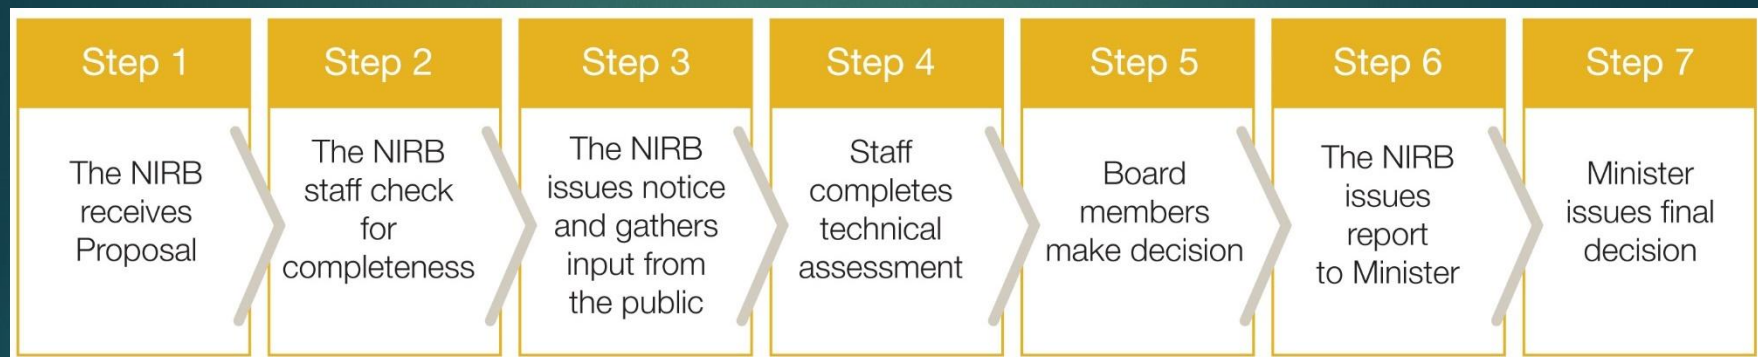 Step 1
The NIRB
receives
Proposal
Step 2
The NIRB
staff check
for
completeness
Step 3
The NIRB
issues notice
and gathers
input from
the public
Step 4
Staff
completes
technical
assessment
Step 5
Board
members
make decision
Step 6
The NIRB
issues
report
to Minister
Step 7
Minister
issues final
decision